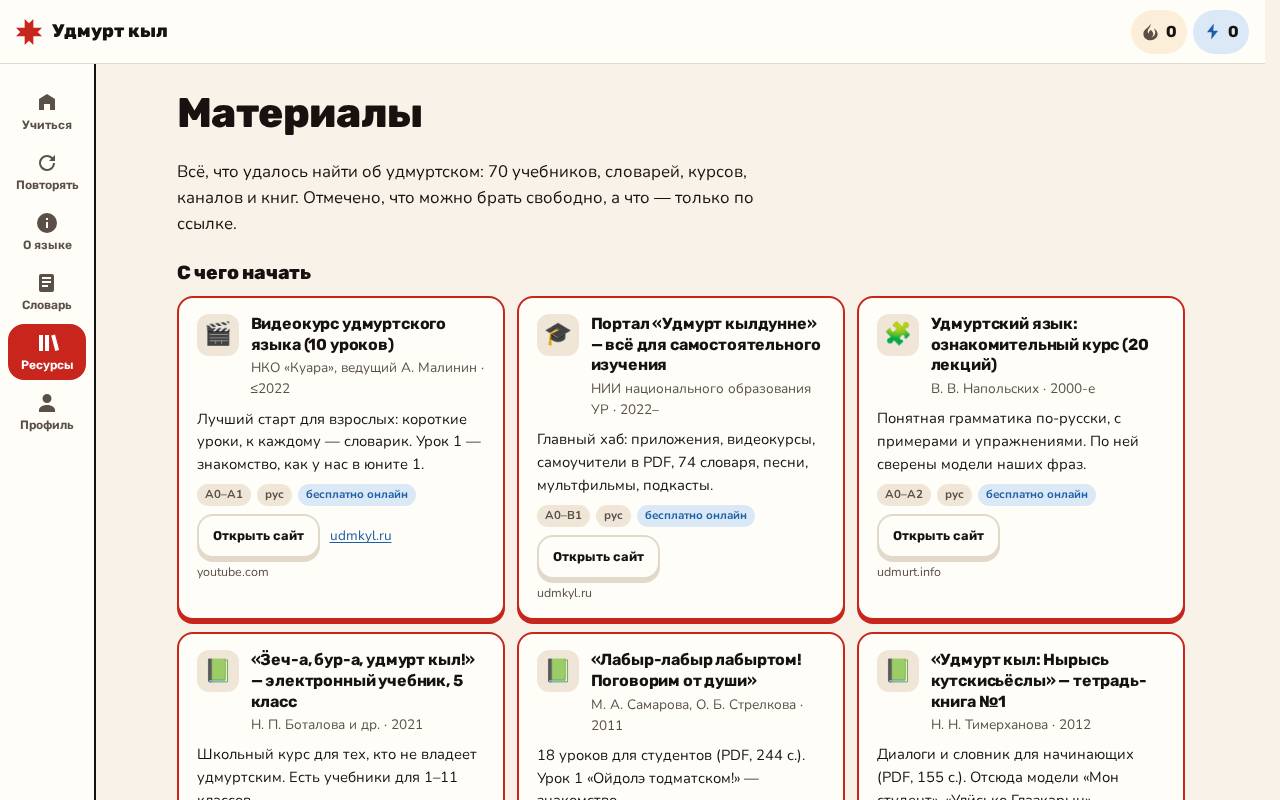 Удмурт кыл
0
0
Учиться
Повторять
О языке
Словарь
Ресурсы
Профиль
Материалы
Всё, что удалось найти об удмуртском: 70 учебников, словарей, курсов,
каналов и книг. Отмечено, что можно брать свободно, а что — только по
ссылке.
С чего начать
Видеокурс удмуртского
языка (10 уроков)
НКО «Куара», ведущий А. Малинин ·
≤2022
Лучший старт для взрослых: короткие
уроки, к каждому — словарик. Урок 1 —
знакомство, как у нас в юните 1.
A0–A1
рус
бесплатно онлайн
Открыть сайт
udmkyl.ru
youtube.com
Портал «Удмурт кылдунне»
— всё для самостоятельного
изучения
НИИ национального образования
УР · 2022–
Главный хаб: приложения, видеокурсы,
самоучители в PDF, 74 словаря, песни,
мультфильмы, подкасты.
A0–B1
рус
бесплатно онлайн
Открыть сайт
udmkyl.ru
Удмуртский язык:
ознакомительный курс (20
лекций)
В. В. Напольских · 2000-е
Понятная грамматика по-русски, с
примерами и упражнениями. По ней
сверены модели наших фраз.
A0–A2
рус
бесплатно онлайн
Открыть сайт
udmurt.info
«Ӟеч-а, бур-а, удмурт кыл!»
— электронный учебник, 5
класс
Н. П. Боталова и др. · 2021
Школьный курс для тех, кто не владеет
удмуртским. Есть учебники для 1–11
классов.
«Лабыр-лабыр лабыртом!
Поговорим от души»
М. А. Самарова, О. Б. Стрелкова ·
2011
18 уроков для студентов (PDF, 244 с.).
Урок 1 «Ойдолэ тодматском!» —
знакомство.
«Удмурт кыл: Нырысь
кутскисьёслы» — тетрадь-
книга №1
Н. Н. Тимерханова · 2012
Диалоги и словник для начинающих
(PDF, 155 с.). Отсюда модели «Мон
студент», «Улӥсько Глазкарын».